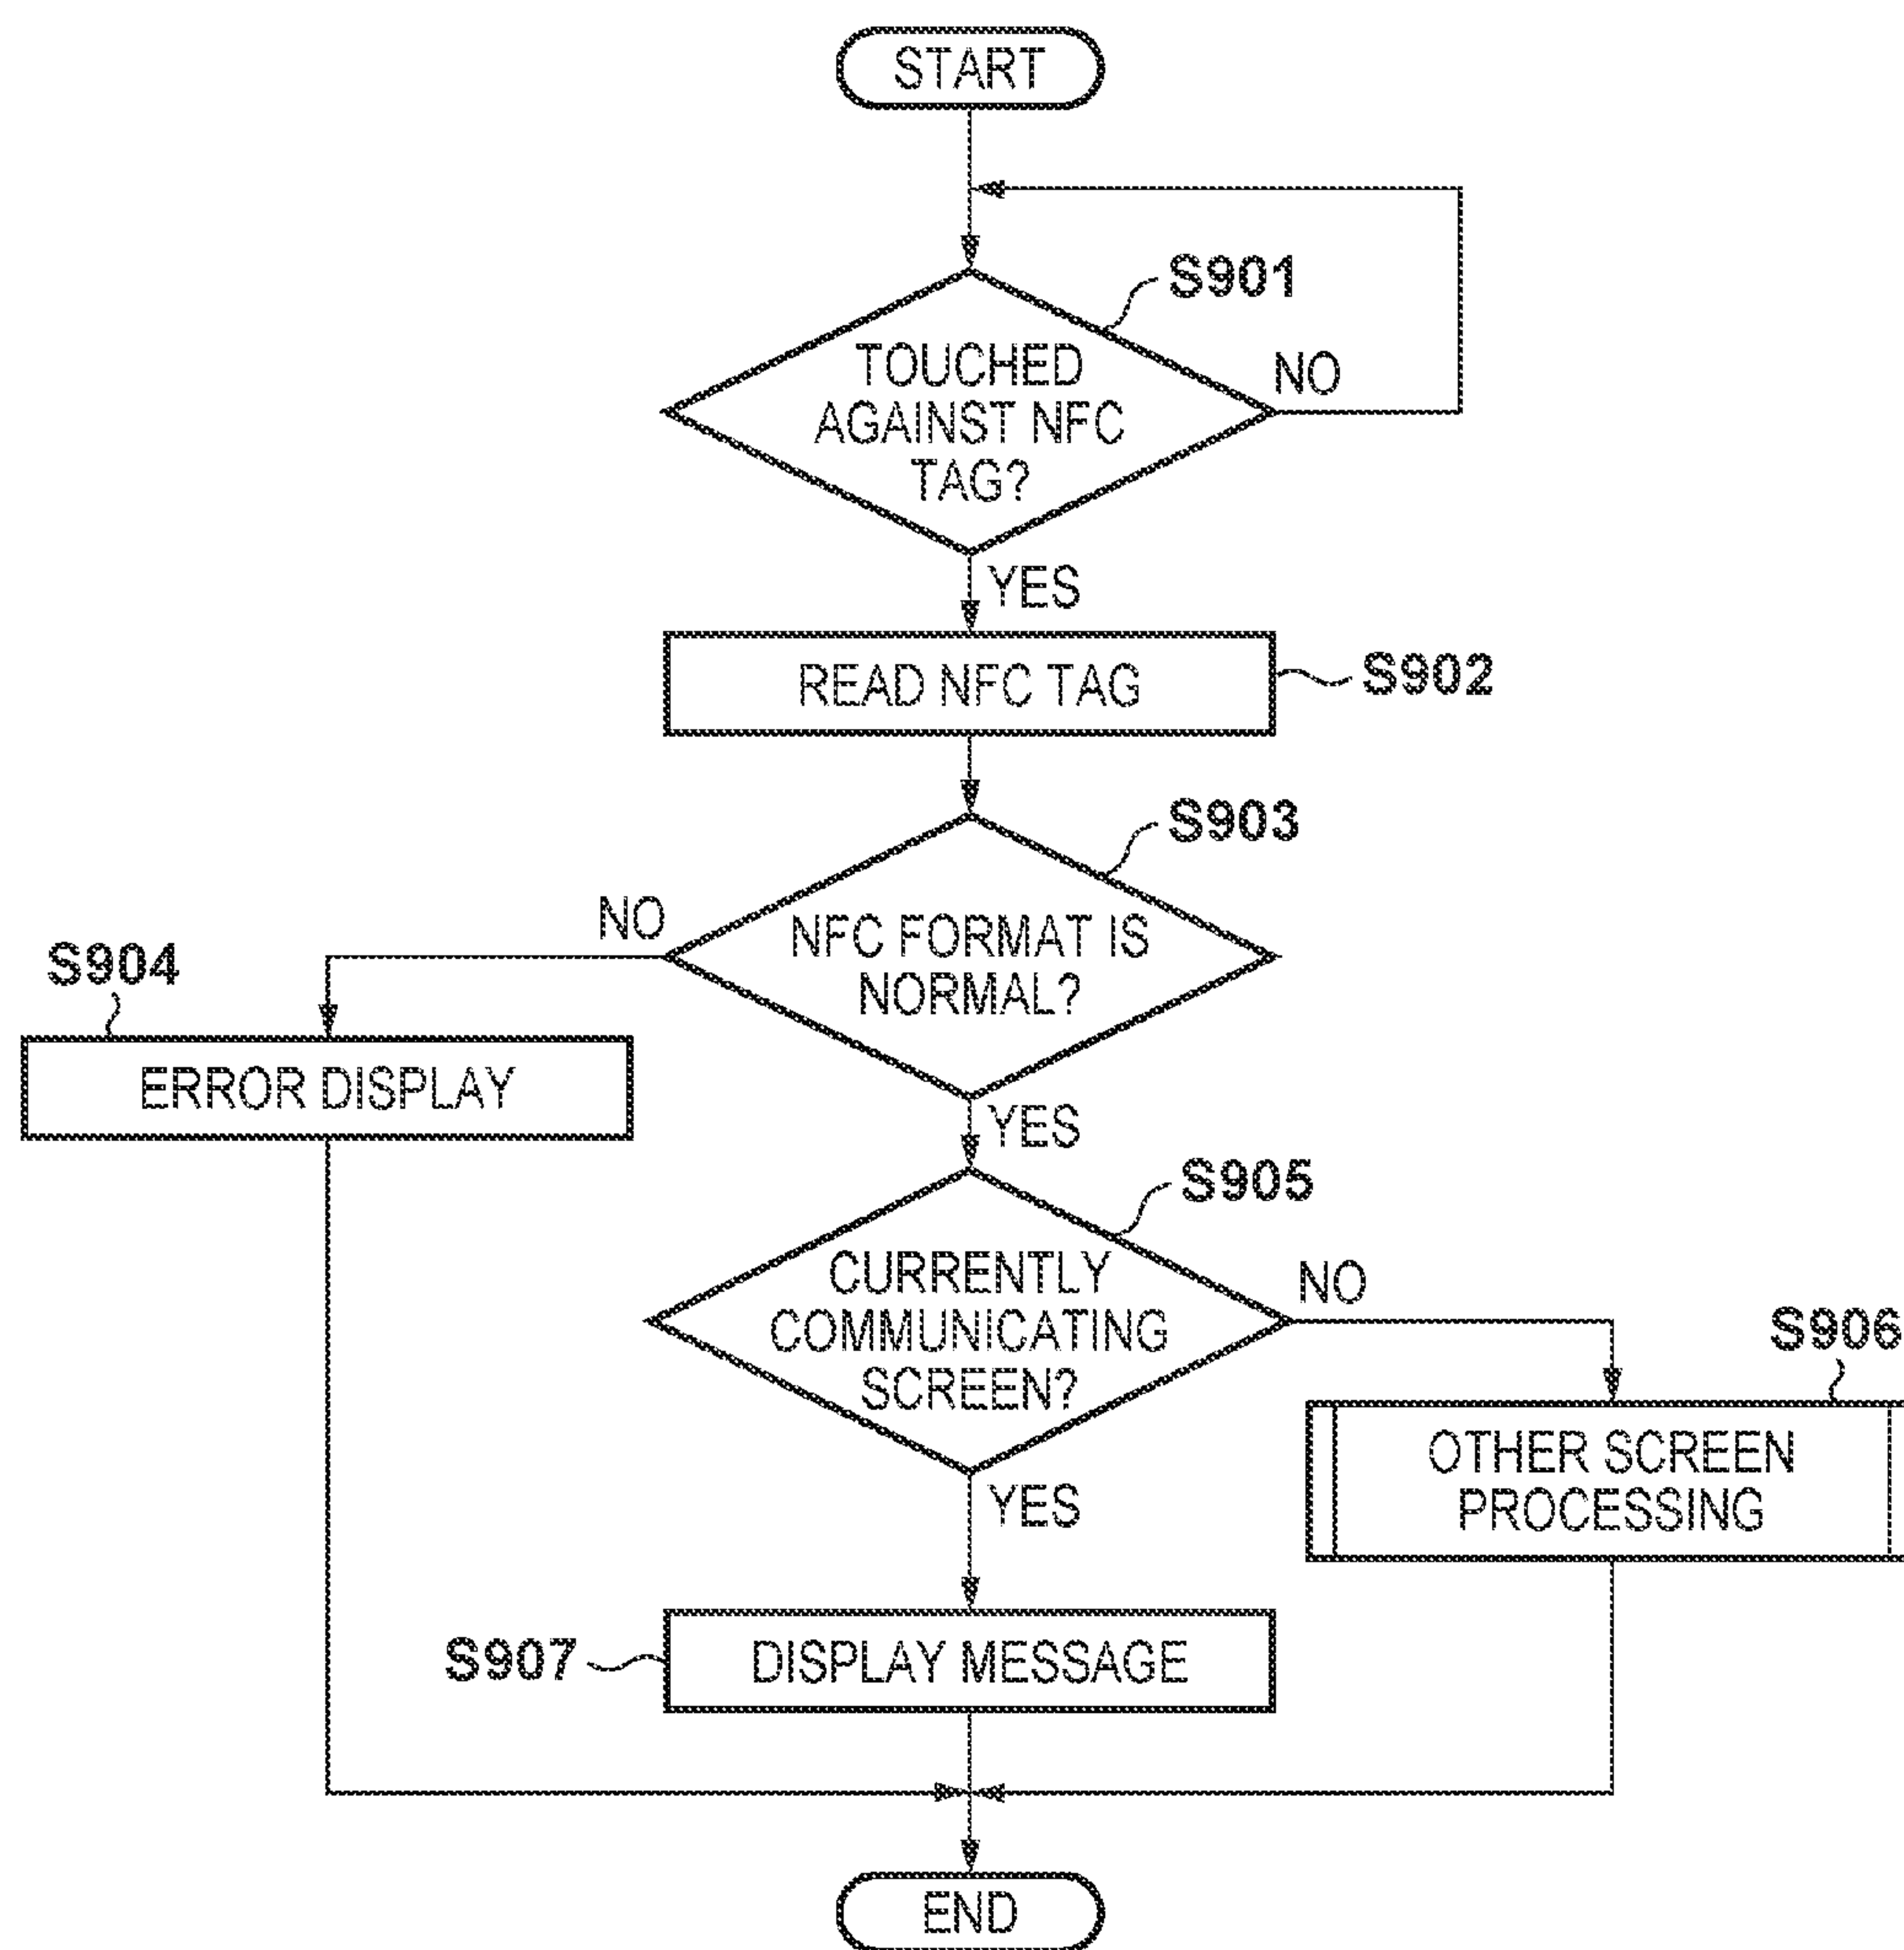 START
S901
TOUCHED
AGAINST NFC
TAG?
NO
YES
READ NFC TAG
S902
S903
NO
NFC FORMAT IS
NORMAL?
S904
ERROR DISPLAY
YES
S905
CURRENTLY
COMMUNICATING
SCREEN?
NO
S906
OTHER SCREEN
PROCESSING
YES
S907
DISPLAY MESSAGE
END